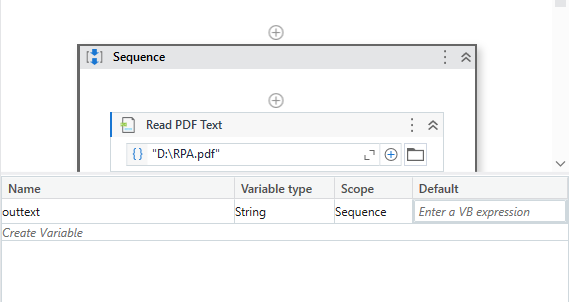 Sequence
Read PDF Text
{ } "D:\RPA.pdf"
Name Variable type Scope Default
outtext String Sequence Enter a VB expression
Create Variable